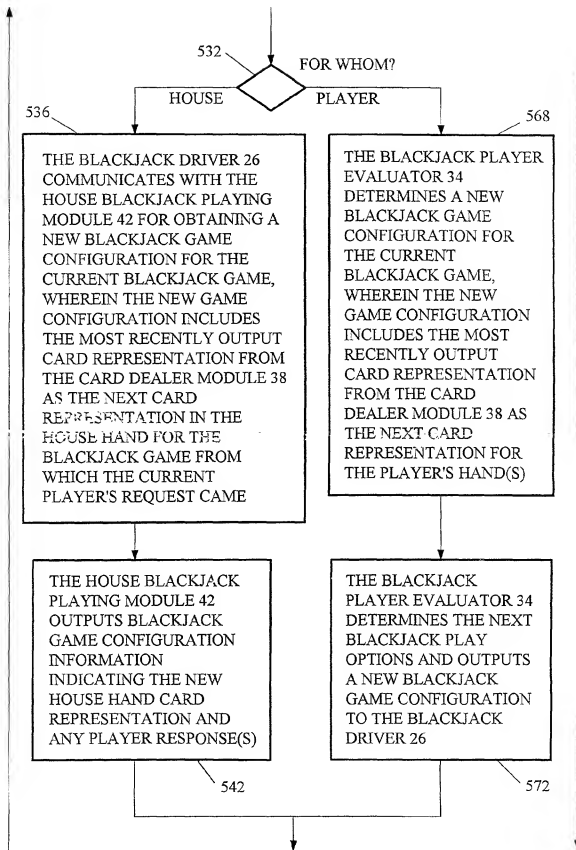 532
FOR WHOM?
HOUSE
PLAYER
536
THE BLACKJACK DRIVER 26
COMMUNICATES WITH THE
HOUSE BLACKJACK PLAYING
MODULE 42 FOR OBTAINING A
NEW BLACKJACK GAME
CONFIGURATION FOR THE
CURRENT BLACKJACK GAME,
WHEREIN THE NEW GAME
CONFIGURATION INCLUDES
THE MOST RECENTLY OUTPUT
CARD REPRESENTATION FROM
THE CARD DEALER MODULE 38
AS THE NEXT CARD
REPRESENTATION IN THE
HOUSE HAND FOR THE
BLACKJACK GAME FROM
WHICH THE CURRENT
PLAYER'S REQUEST CAME
568
THE BLACKJACK PLAYER
EVALUATOR 34
DETERMINES A NEW
BLACKJACK GAME
CONFIGURATION FOR
THE CURRENT
BLACKJACK GAME,
WHEREIN THE NEW
GAME CONFIGURATION
INCLUDES THE MOST
RECENTLY OUTPUT
CARD REPRESENTATION
FROM THE CARD
DEALER MODULE 38 AS
THE NEXT CARD
REPRESENTATION FOR
THE PLAYER'S HAND(S)
THE HOUSE BLACKJACK
PLAYING MODULE 42
OUTPUTS BLACKJACK
GAME CONFIGURATION
INFORMATION
INDICATING THE NEW
HOUSE HAND CARD
REPRESENTATION AND
ANY PLAYER RESPONSE(S)
542
THE BLACKJACK
PLAYER EVALUATOR 34
DETERMINES THE NEXT
BLACKJACK PLAY
OPTIONS AND OUTPUTS
A NEW BLACKJACK
GAME CONFIGURATION
TO THE BLACKJACK
DRIVER 26
572